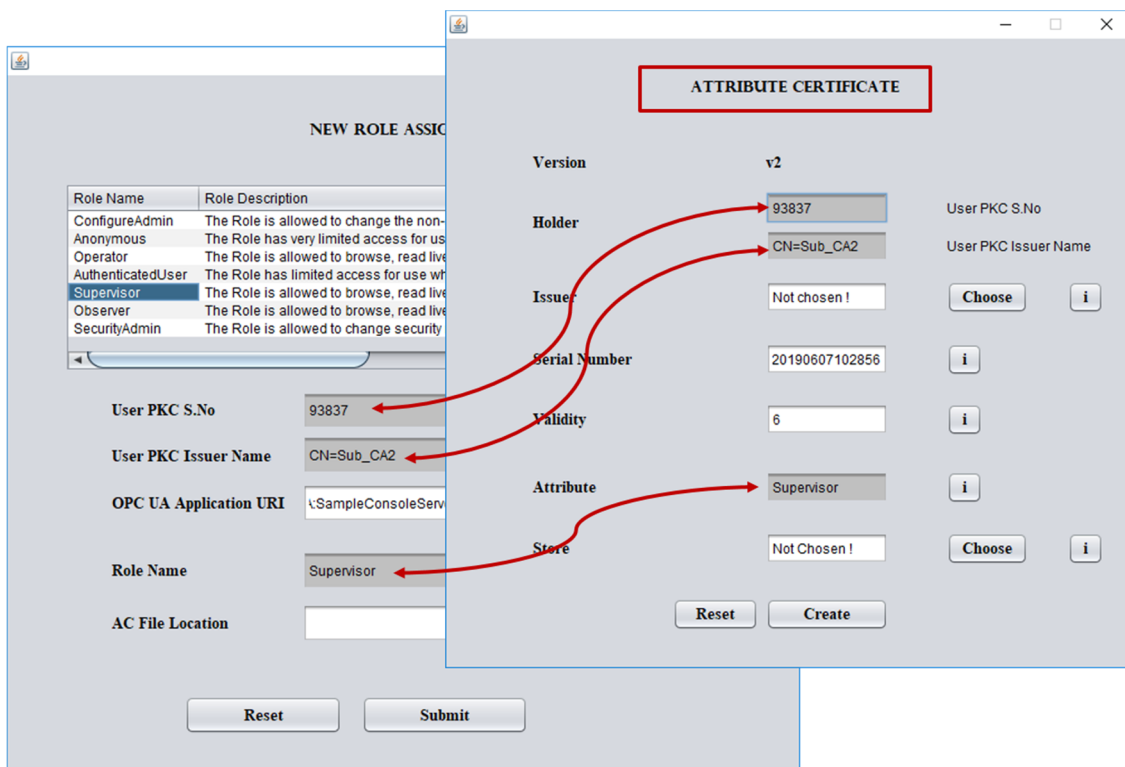 NEW ROLE ASSIG
Role Name Role Description
ConfigureAdmin The Role is allowed to change the non-
Anonymous The Role has very limited access for us
Operator The Role is allowed to browse, read live
AuthenticatedUser The Role has limited access for use wh
Supervisor The Role is allowed to browse, read live
Observer The Role is allowed to browse, read live
SecurityAdmin The Role is allowed to change security
User PKC S.No 93837
User PKC Issuer Name CN=Sub_CA2
OPC UA Application URI :SampleConsoleServ
Role Name Supervisor
AC File Location
Reset Submit
ATTRIBUTE CERTIFICATE
Version v2
Holder 93837 User PKC S.No
CN=Sub_CA2 User PKC Issuer Name
Issuer Not chosen ! Choose i
Serial Number 20190607102856 i
Validity 6 i
Attribute Supervisor i
Store Not Chosen ! Choose i
Reset Create